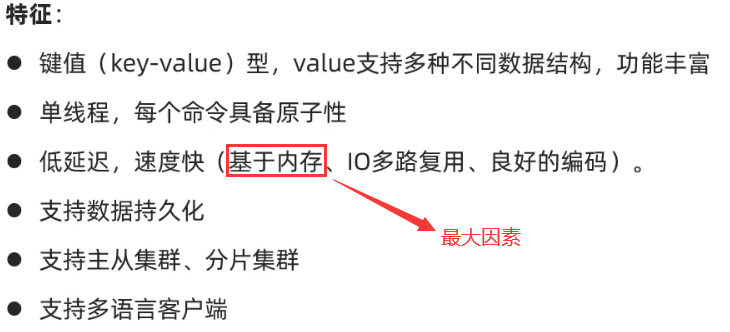 特征：
● 键值（key-value）型，value支持多种不同数据结构，功能丰富
● 单线程，每个命令具备原子性
● 低延迟，速度快（基于内存、IO多路复用、良好的编码）。
最大因素
● 支持数据持久化
● 支持主从集群、分片集群
● 支持多语言客户端